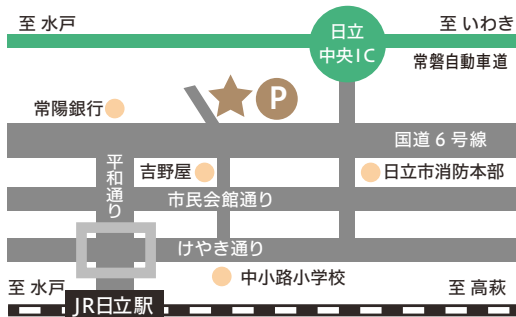 至 水戸
日立
中央IC
至 いわき
常磐自動車道
常陽銀行
P
国道６号線
平和通り
吉野屋
日立市消防本部
市民会館通り
けやき通り
中小路小学校
至 水戸
JR日立駅
至 高萩